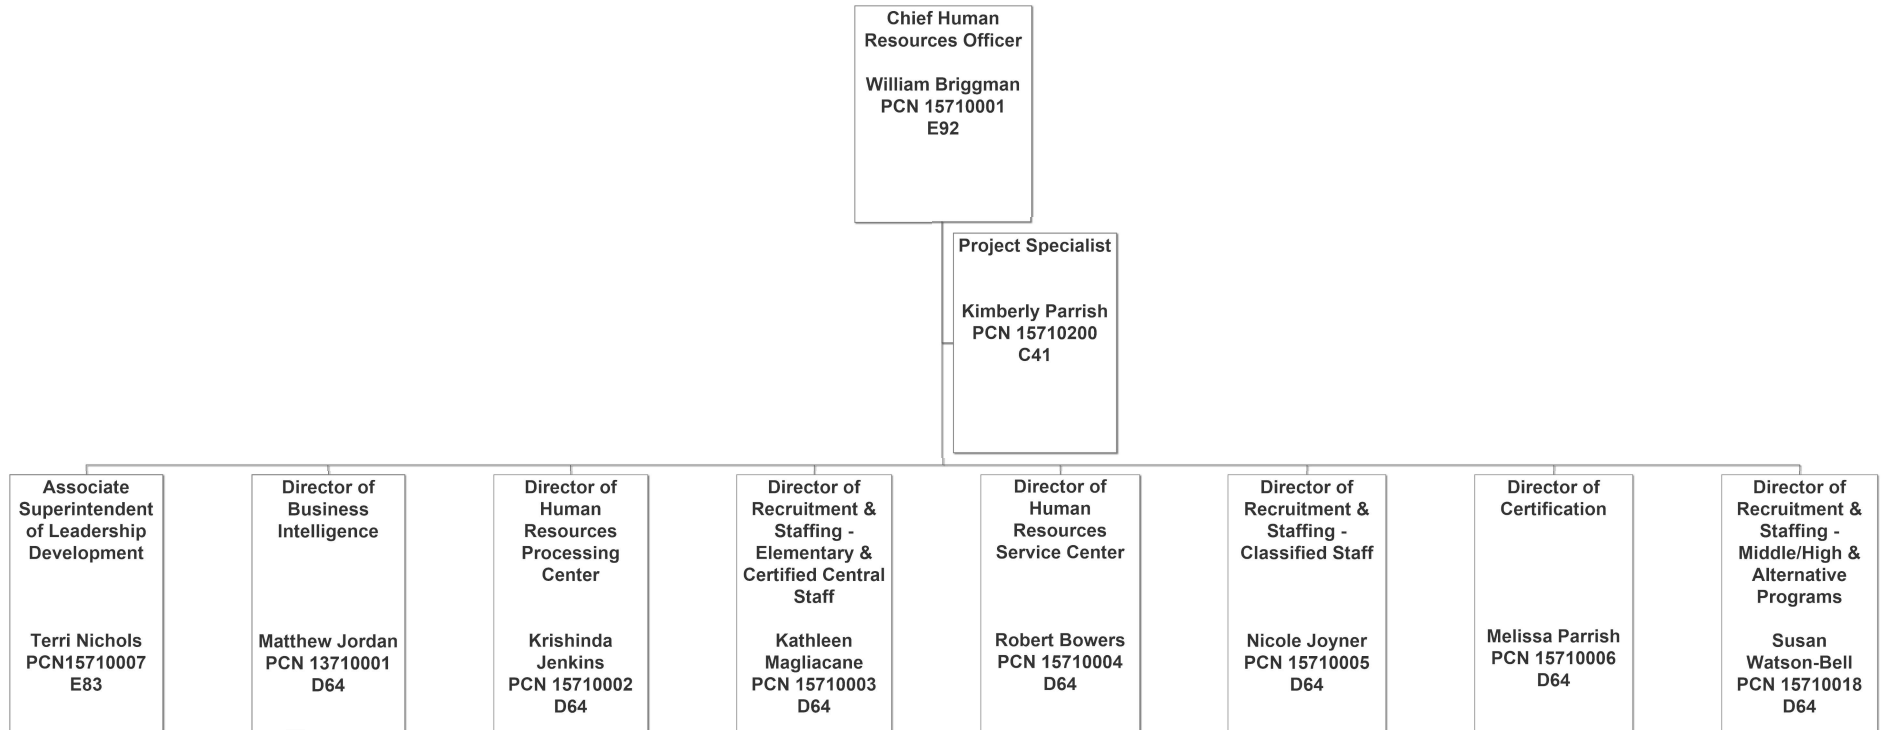 Chief Human
Resources Officer
William Briggman
PCN 15710001
E92
Project Specialist
Kimberly Parrish
PCN 15710200
C41
Associate
Superintendent
of Leadership
Development
Terri Nichols
PCN15710007
E83
Director of
Business
Intelligence
Matthew Jordan
PCN 13710001
D64
Director of
Human
Resources
Processing
Center
Krishinda
Jenkins
PCN 15710002
D64
Director of
Recruitment &
Staffing -
Elementary &
Certified Central
Staff
Kathleen
Magliacane
PCN 15710003
D64
Director of
Human
Resources
Service Center
Robert Bowers
PCN 15710004
D64
Director of
Recruitment &
Staffing -
Classified Staff
Nicole Joyner
PCN 15710005
D64
Director of
Certification
Melissa Parrish
PCN 15710006
D64
Director of
Recruitment &
Staffing -
Middle/High &
Alternative
Programs
Susan
Watson-Bell
PCN 15710018
D64